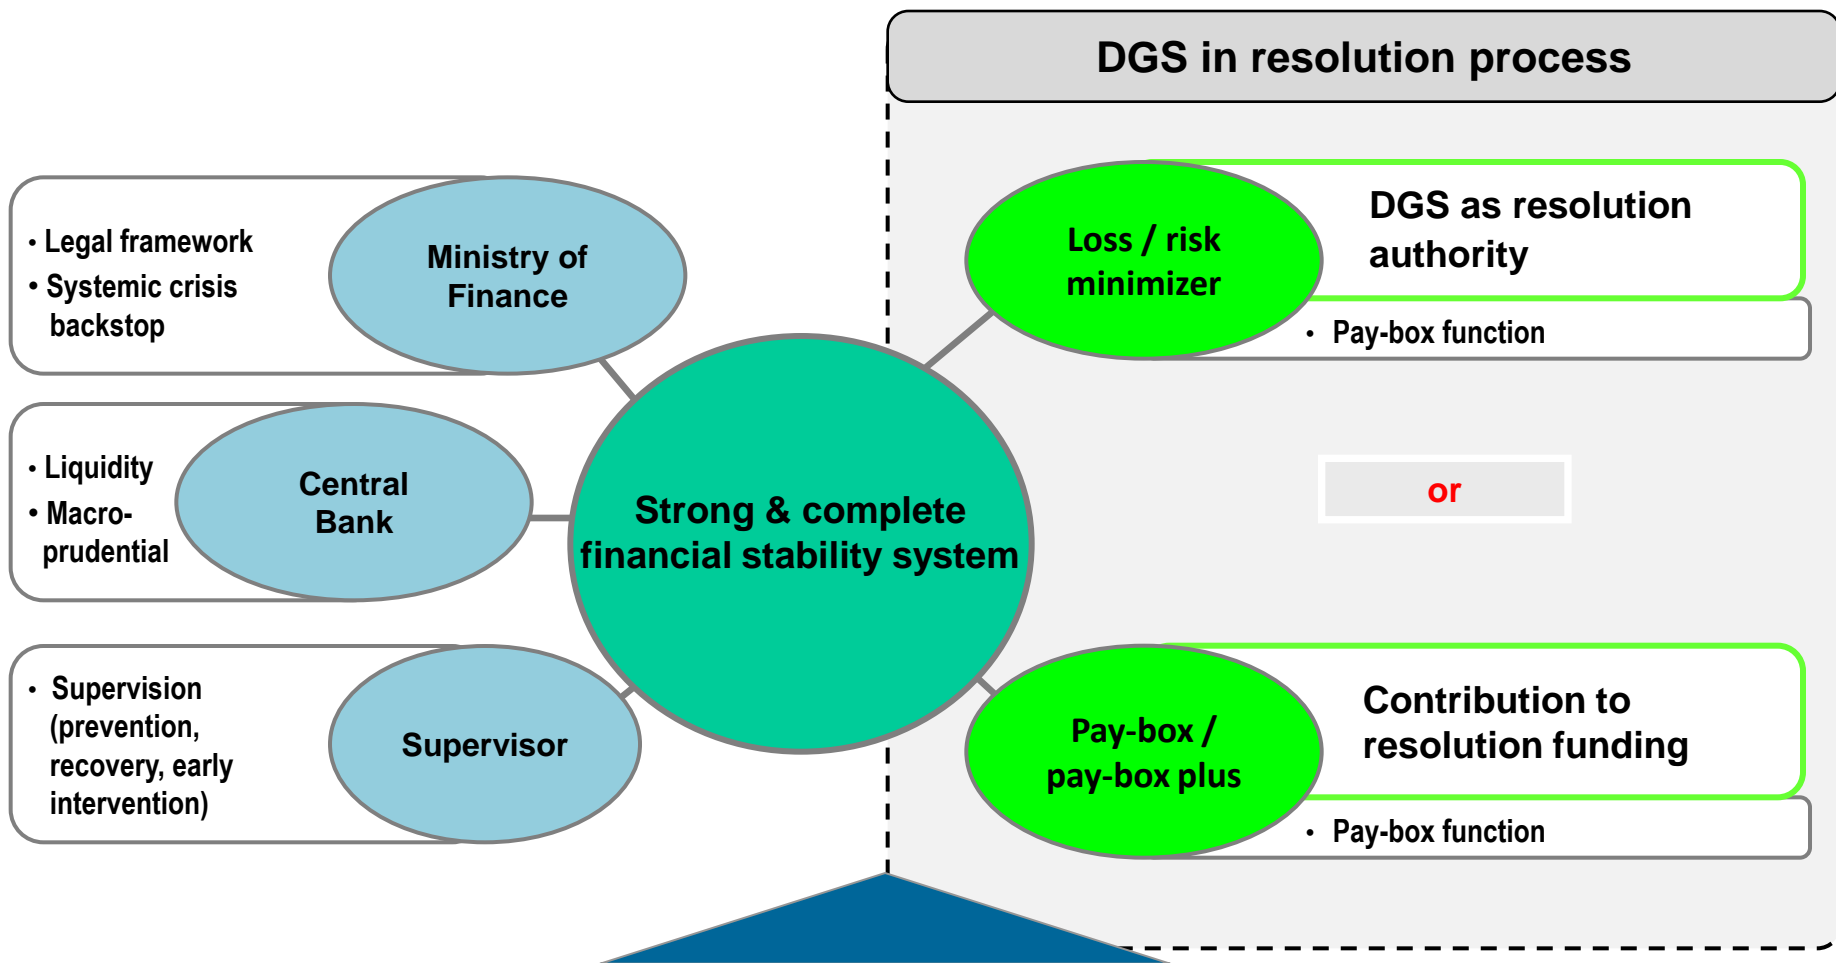 DGS in resolution process
• Legal framework
• Systemic crisis
backstop
Ministry of
Finance
• Liquidity
• Macro-
prudential
Central
Bank
• Supervision
(prevention,
recovery, early
intervention)
Supervisor
Strong & complete
financial stability system
Loss / risk
minimizer
DGS as resolution
authority
• Pay-box function
or
Pay-box /
pay-box plus
Contribution to
resolution funding
• Pay-box function